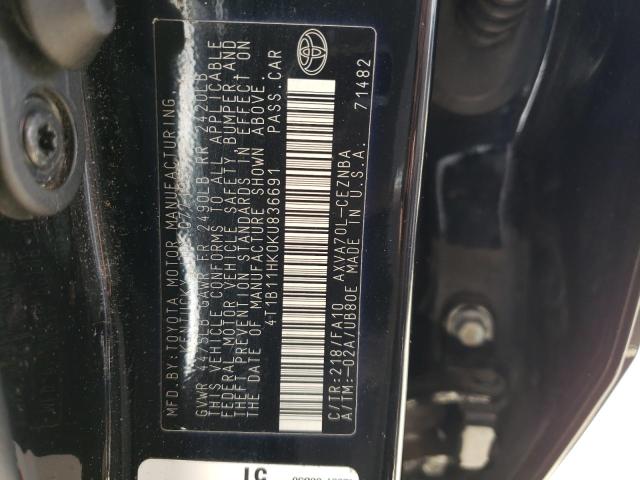 MFD.BY:TOYOTA MOTOR MANUFACTURING
GVWR 4475LB GAWR FR 2490LB RR 2420LB
THIS VEHICLE CONFORMS TO ALL APPLICABLE
FEDERAL MOTOR VEHICLE SAFETY, BUMPER, AND
THEFT PREVENTION STANDARDS IN EFFECT ON
THE DATE OF MANUFACTURE SHOWN ABOVE.
4T1B11HK0KU836691 PASS.CAR
C/TR:218/FA10 AXVA70L-CEZNBA
A/TM:-02A/UB80E MADE IN U.S.A. 71482
51